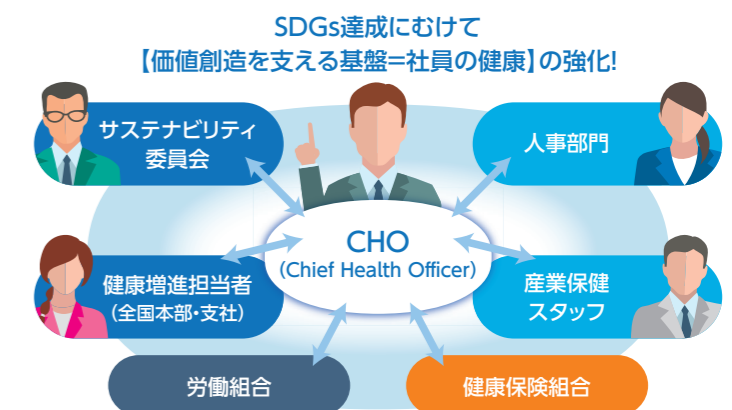 SDGs達成にむけて
【価値創造を支える基盤=社員の健康】の強化!
サステナビリティ
委員会
人事部門
CHO
(Chief Health Officer)
健康増進担当者
(全国本部・支社)
産業保健
スタッフ
労働組合
健康保険組合